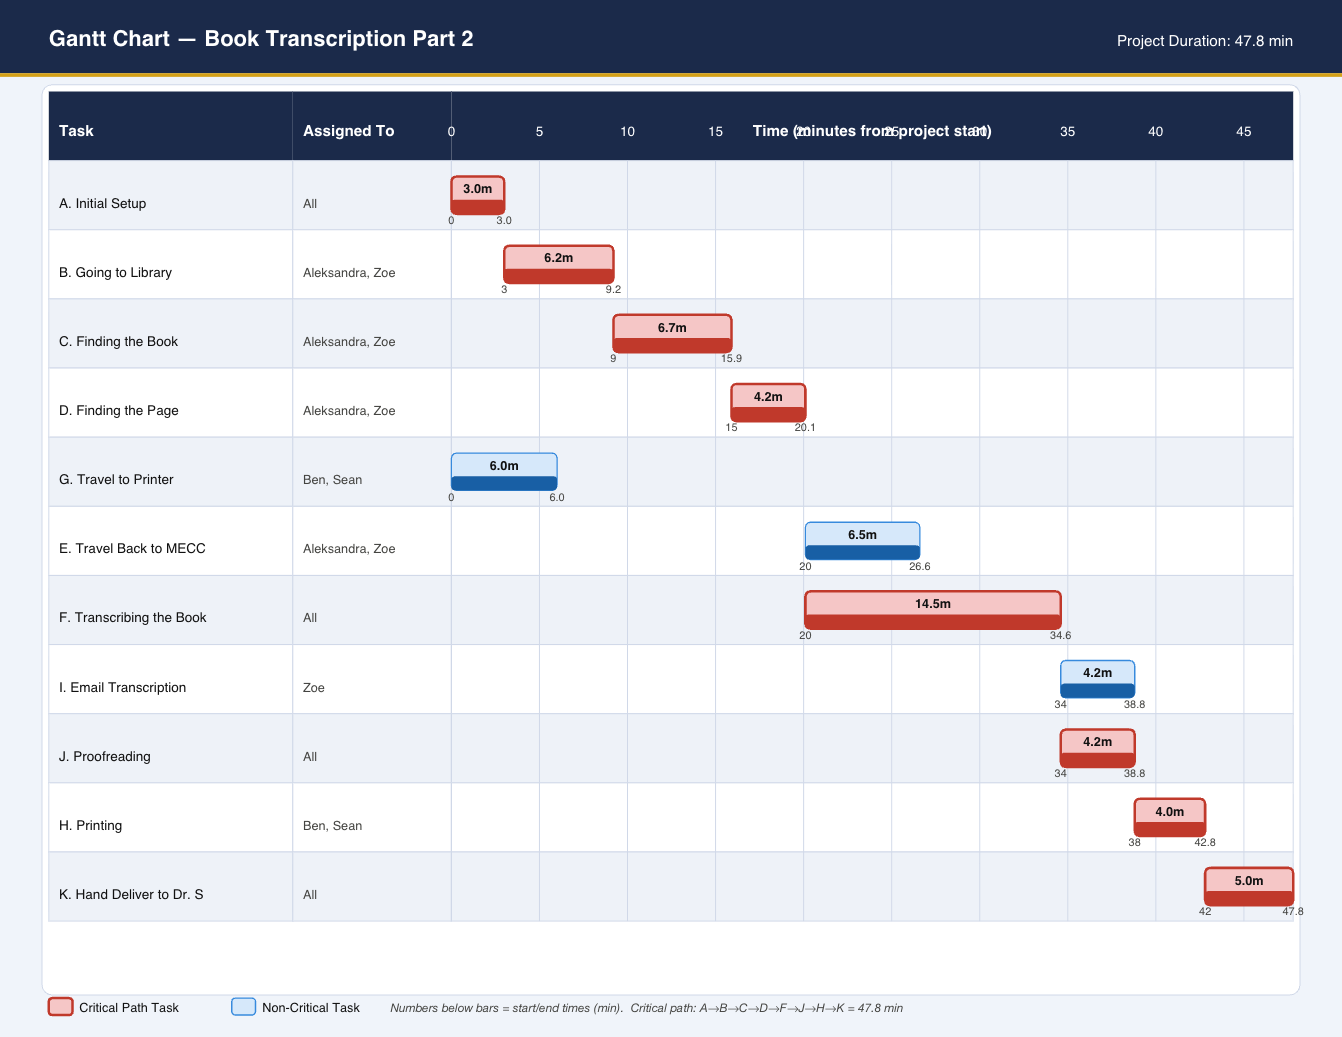 Gantt Chart — Book Transcription Part 2
Project Duration: 47.8 min
Task Assigned To Time (minutes from project start)
0 5 10 15 20 25 30 35 40 45
A. Initial Setup All 3.0m
0 3.0
B. Going to Library Aleksandra, Zoe 6.2m
3 9.2
C. Finding the Book Aleksandra, Zoe 6.7m
9 15.9
D. Finding the Page Aleksandra, Zoe 4.2m
15 20.1
G. Travel to Printer Ben, Sean 6.0m
0 6.0
E. Travel Back to MECC Aleksandra, Zoe 6.5m
20 26.6
F. Transcribing the Book All 14.5m
20 34.6
I. Email Transcription Zoe 4.2m
34 38.8
J. Proofreading All 4.2m
34 38.8
H. Printing Ben, Sean 4.0m
38 42.8
K. Hand Deliver to Dr. S All 5.0m
42 47.8
Critical Path Task Non-Critical Task Numbers below bars = start/end times (min). Critical path: A→B→C→D→F→J→H→K = 47.8 min